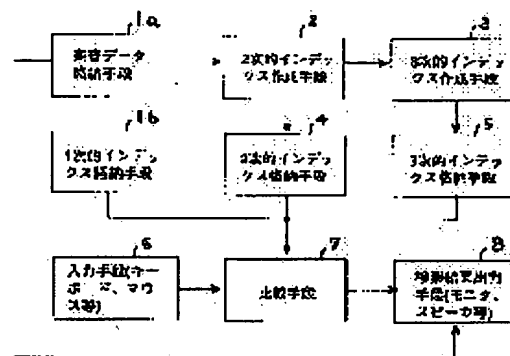 1a
2
3
データ
格納手段
2次的インデッ
クス作成手段
3次的インデッ
クス作成手段
1b
4
5
1次的インデッ
クス格納手段
2次的インデッ
クス格納手段
3次的インデッ
クス格納手段
6
7
8
入力手段(キー
ボード、マウ
ス等)
比較手段
検索結果出力
手段(モニタ、
スピーカ等)